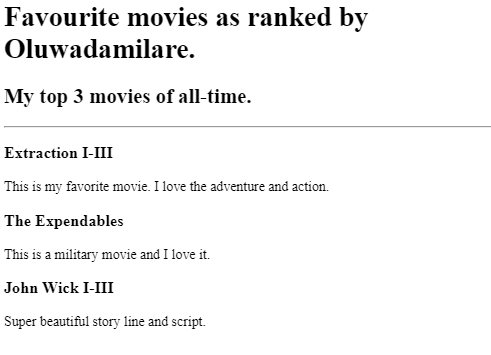 Favourite movies as ranked by
Oluwadamilare.
My top 3 movies of all-time.
Extraction I-III
This is my favorite movie. I love the adventure and action.
The Expendables
This is a military movie and I love it.
John Wick I-III
Super beautiful story line and script.